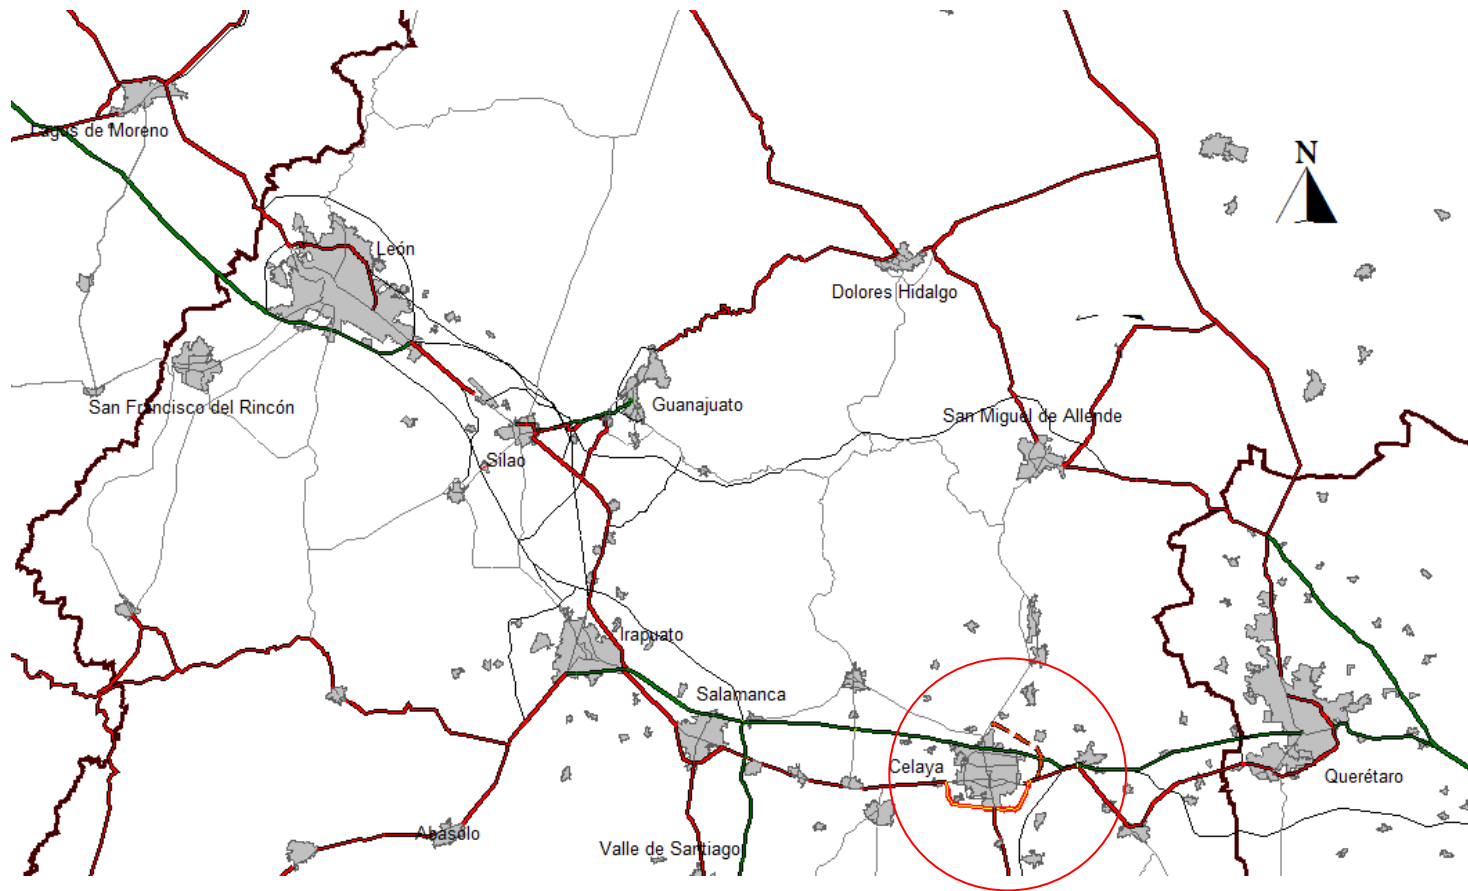 Lagos de Moreno
N
León
Dolores Hidalgo
San Francisco del Rincón
Guanajuato
San Miguel de Allende
Silao
Irapuato
Salamanca
Celaya
Querétaro
Abasolo
Valle de Santiago